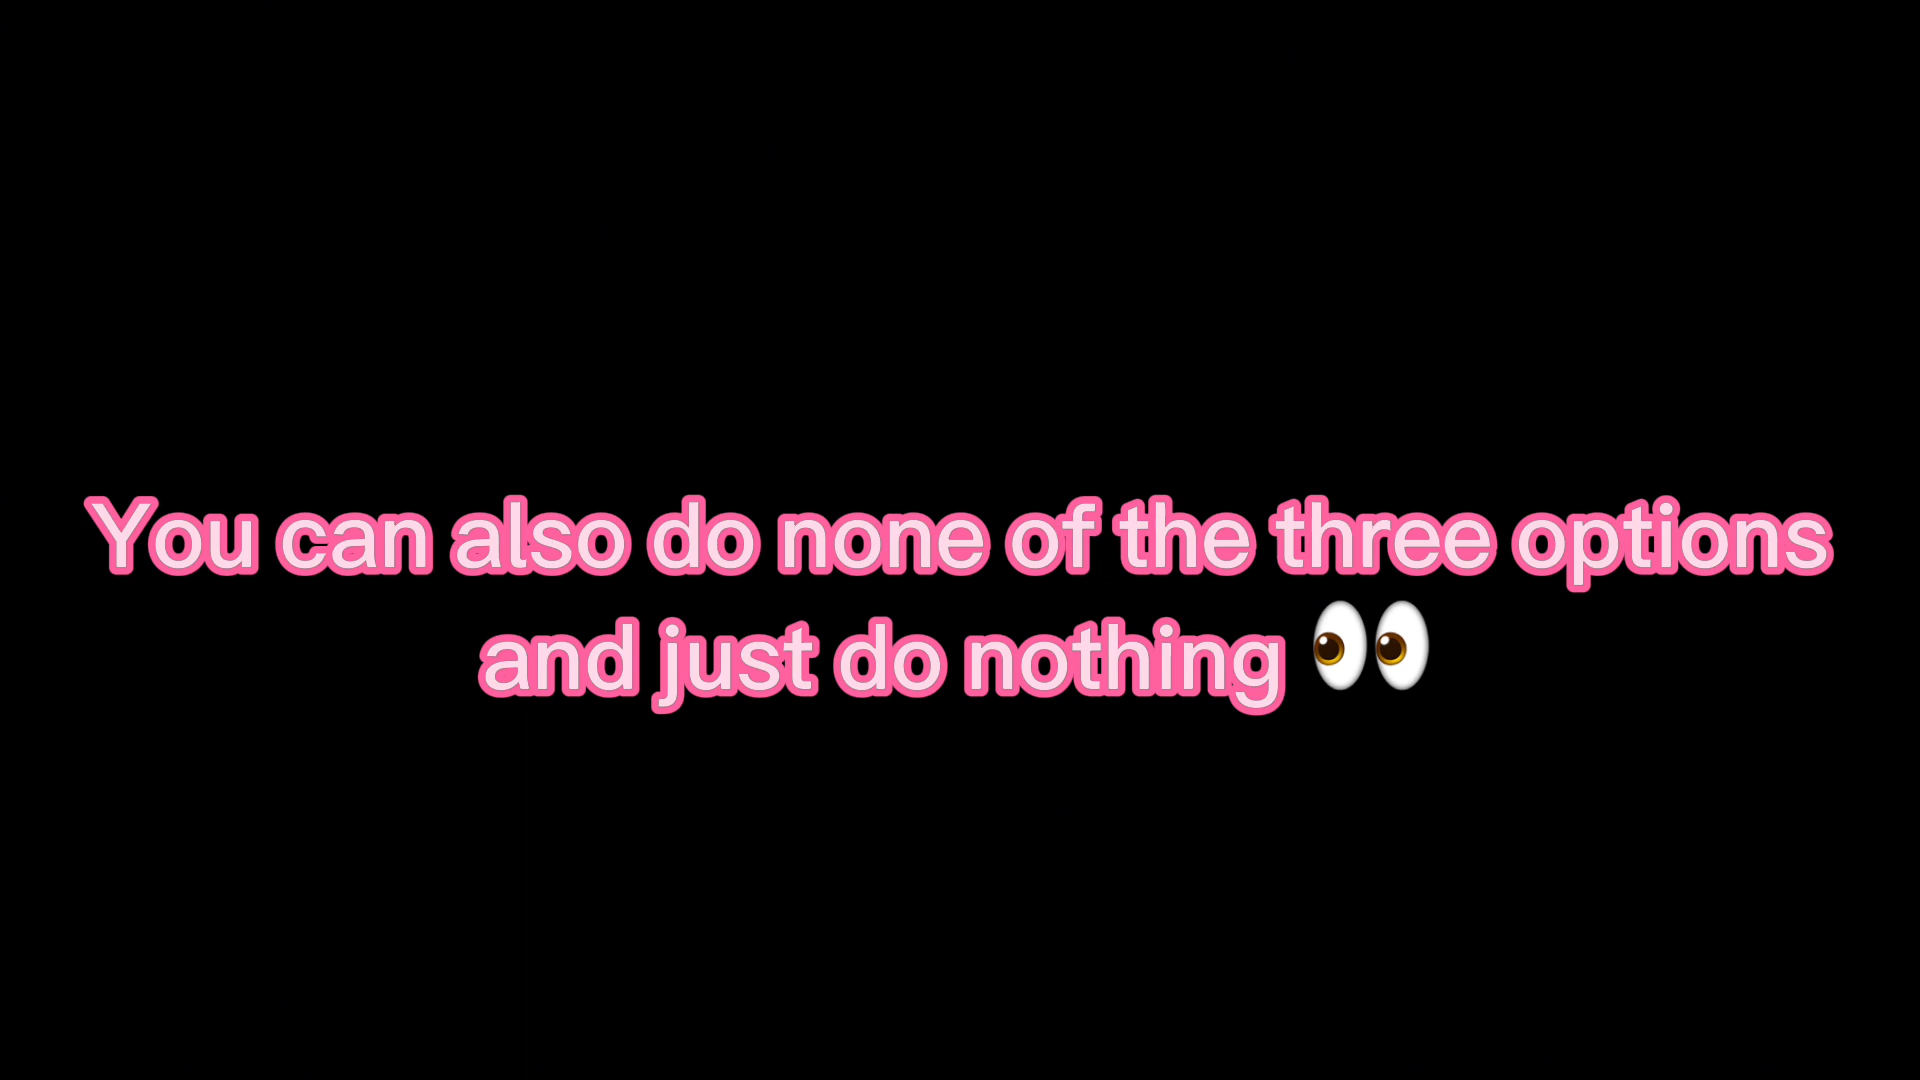 You can also do none of the three options
and just do nothing 👀